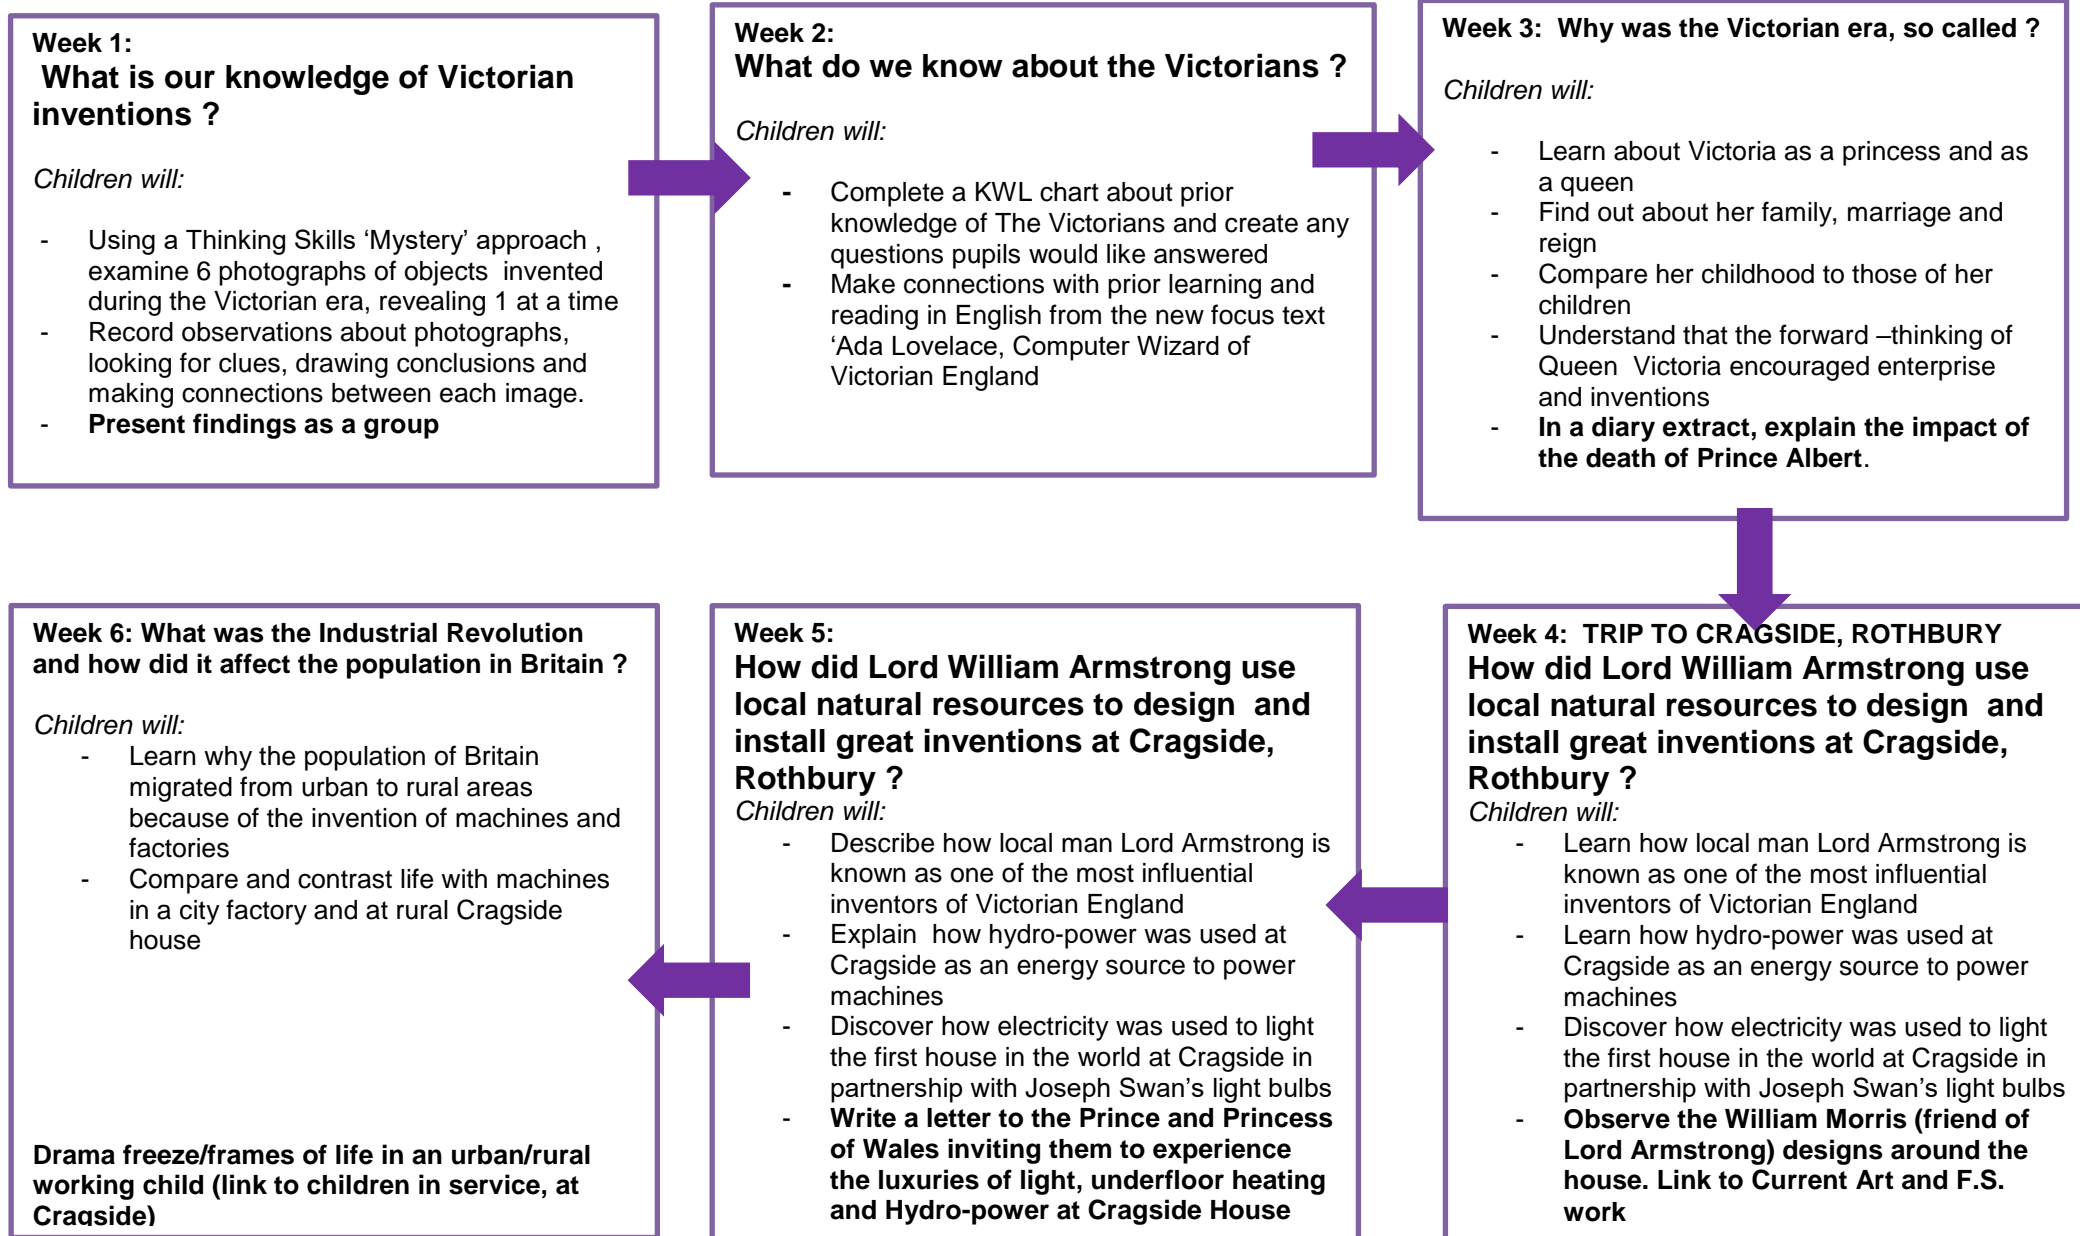 Week 1:
What is our knowledge of Victorian
inventions ?
Children will:
- Using a Thinking Skills ‘Mystery’ approach ,
examine 6 photographs of objects invented
during the Victorian era, revealing 1 at a time
- Record observations about photographs,
looking for clues, drawing conclusions and
making connections between each image.
- Present findings as a group
Week 2:
What do we know about the Victorians ?
Children will:
- Complete a KWL chart about prior
knowledge of The Victorians and create any
questions pupils would like answered
- Make connections with prior learning and
reading in English from the new focus text
‘Ada Lovelace, Computer Wizard of
Victorian England
Week 3: Why was the Victorian era, so called ?
Children will:
- Learn about Victoria as a princess and as
a queen
- Find out about her family, marriage and
reign
- Compare her childhood to those of her
children
- Understand that the forward –thinking of
Queen Victoria encouraged enterprise
and inventions
- In a diary extract, explain the impact of
the death of Prince Albert.
Week 4: TRIP TO CRAGSIDE, ROTHBURY
How did Lord William Armstrong use
local natural resources to design and
install great inventions at Cragside,
Rothbury ?
Children will:
- Learn how local man Lord Armstrong is
known as one of the most influential
inventors of Victorian England
- Learn how hydro-power was used at
Cragside as an energy source to power
machines
- Discover how electricity was used to light
the first house in the world at Cragside in
partnership with Joseph Swan’s light bulbs
- Observe the William Morris (friend of
Lord Armstrong) designs around the
house. Link to Current Art and F.S.
work
Week 5:
How did Lord William Armstrong use
local natural resources to design and
install great inventions at Cragside,
Rothbury ?
Children will:
- Describe how local man Lord Armstrong is
known as one of the most influential
inventors of Victorian England
- Explain how hydro-power was used at
Cragside as an energy source to power
machines
- Discover how electricity was used to light
the first house in the world at Cragside in
partnership with Joseph Swan’s light bulbs
- Write a letter to the Prince and Princess
of Wales inviting them to experience
the luxuries of light, underfloor heating
and Hydro-power at Cragside House
Week 6: What was the Industrial Revolution
and how did it affect the population in Britain ?
Children will:
- Learn why the population of Britain
migrated from urban to rural areas
because of the invention of machines and
factories
- Compare and contrast life with machines
in a city factory and at rural Cragside
house
Drama freeze/frames of life in an urban/rural
working child (link to children in service, at
Cragside)